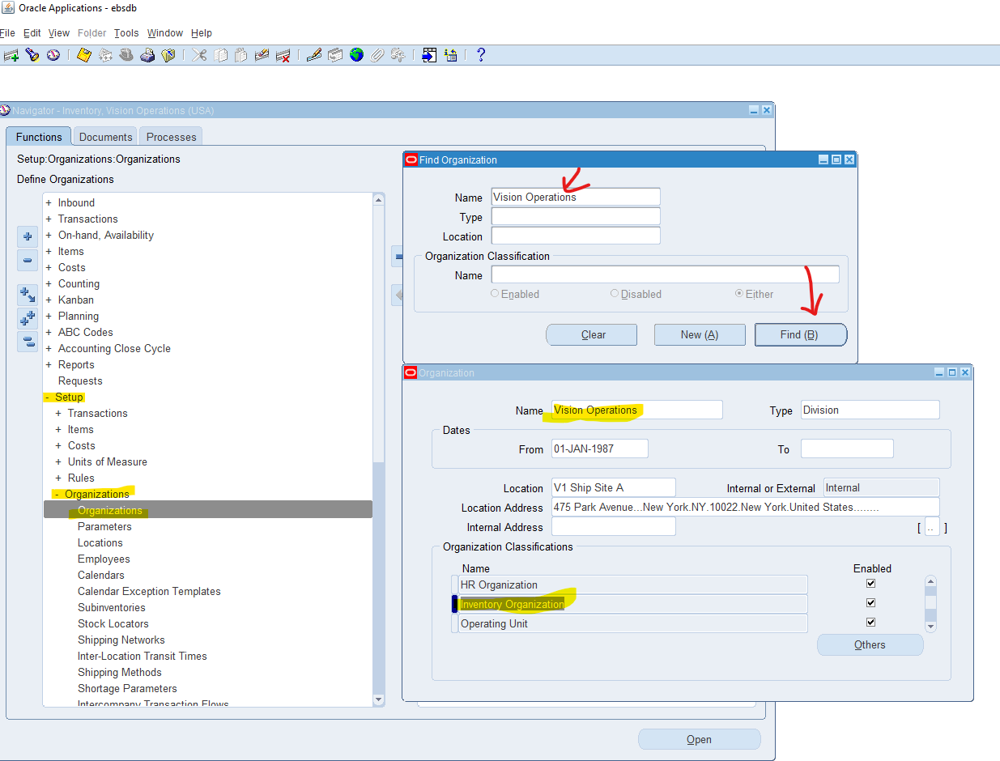 Oracle Applications - ebsdb
File Edit View Folder Tools Window Help
Navigator - Inventory, Vision Operations (USA)
Functions Documents Processes
Setup:Organizations:Organizations
Define Organizations
+ Inbound
+ Transactions
+ On-hand, Availability
+ Items
+ Costs
+ Counting
+ Kanban
+ Planning
+ ABC Codes
+ Accounting Close Cycle
+ Reports
Requests
- Setup
+ Transactions
+ Items
+ Costs
+ Units of Measure
+ Rules
- Organizations
Organizations
Parameters
Locations
Employees
Calendars
Calendar Exception Templates
Subinventories
Stock Locators
Shipping Networks
Inter-Location Transit Times
Shipping Methods
Shortage Parameters
Intercompany Transaction Flows
Open
Find Organization
Name Vision Operations
Type
Location
Organization Classification
Name
Enabled Disabled Either
Clear New (A) Find (B)
Organization
Name Vision Operations Type Division
Dates
From 01-JAN-1987 To
Location V1 Ship Site A Internal or External Internal
Location Address 475 Park Avenue...New York.NY.10022.New York.United States........
Internal Address [ .. ]
Organization Classifications
Name Enabled
HR Organization
Inventory Organization
Operating Unit
Others